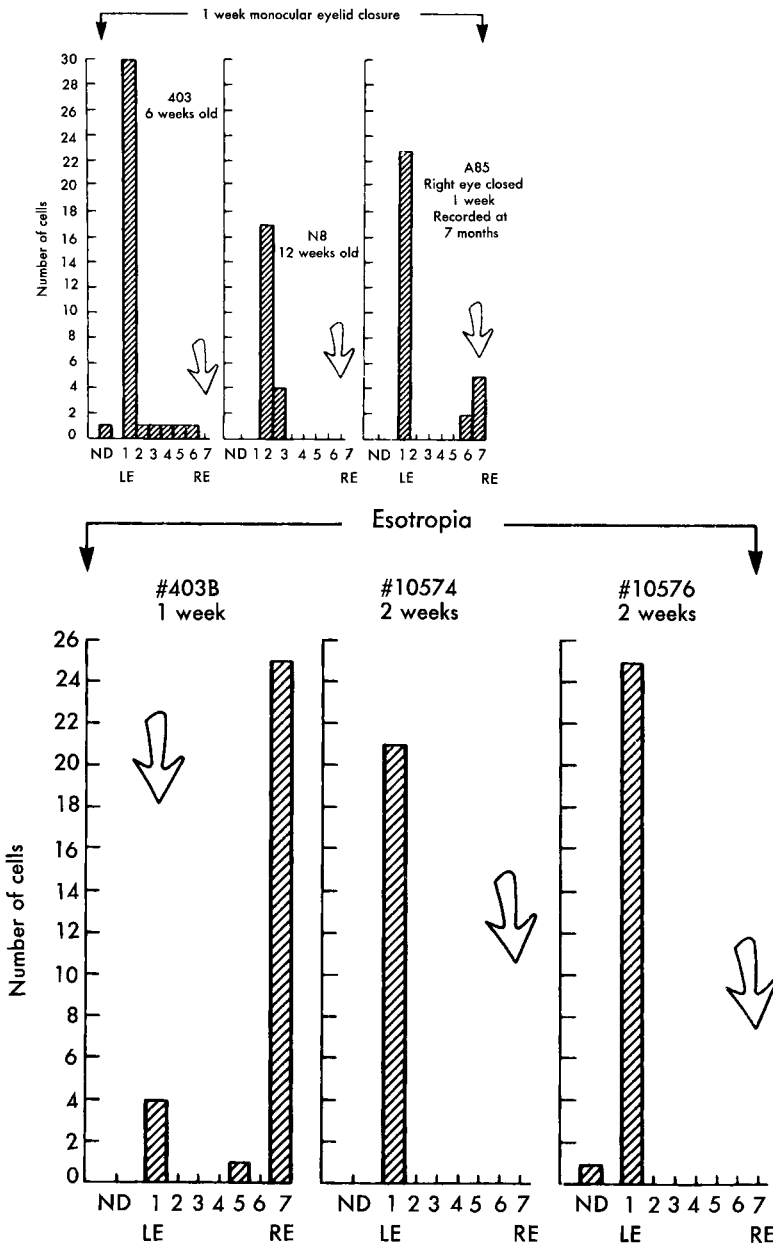 1 week monocular eyelid closure
30
28
26
24
22
20
18
16
14
12
10
8
6
4
2
0
Number of cells
403
6 weeks old
N8
12 weeks old
A85
Right eye closed
1 week
Recorded at
7 months
ND 1 2 3 4 5 6 7
LE RE
ND 1 2 3 4 5 6 7
RE
ND 1 2 3 4 5 6 7
LE RE
Esotropia
#403B
1 week
#10574
2 weeks
#10576
2 weeks
26
24
22
20
18
16
14
12
10
8
6
4
2
0
Number of cells
ND 1 2 3 4 5 6 7
LE RE
ND 1 2 3 4 5 6 7
LE RE
ND 1 2 3 4 5 6 7
LE RE